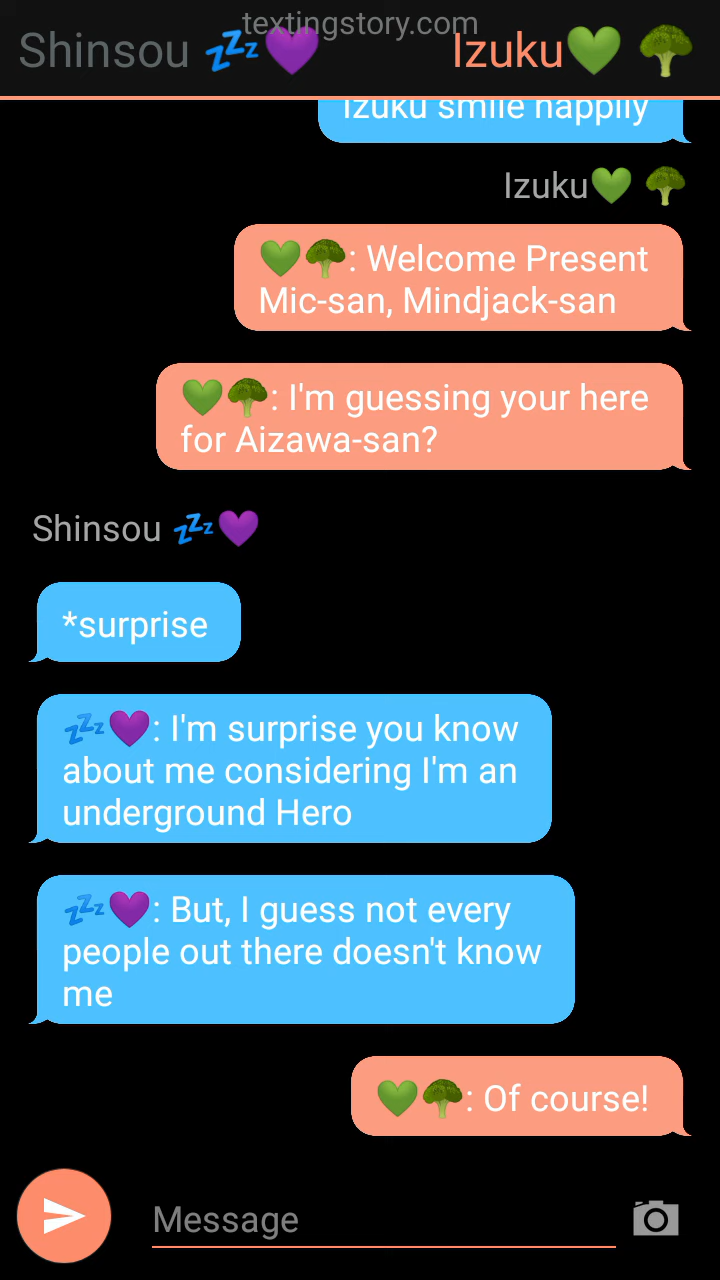 textingstory.com
Shinsou 💤💜 Izuku💚🥦
Izuku smile happily
Izuku💚🥦
💚🥦: Welcome Present
Mic-san, Mindjack-san
💚🥦: I'm guessing your here
for Aizawa-san?
Shinsou 💤💜
*surprise
💤💜: I'm surprise you know
about me considering I'm an
underground Hero
💤💜: But, I guess not every
people out there doesn't know
me
💚🥦: Of course!
Message